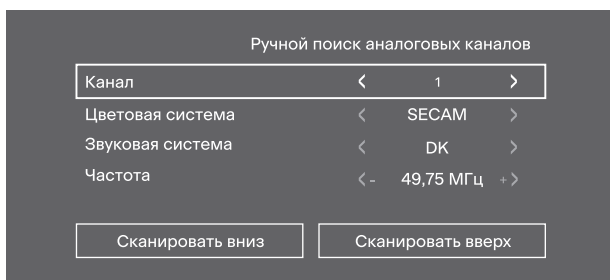 Ручной поиск аналоговых каналов
Канал < 1 >
Цветовая система < SECAM >
Звуковая система < DK >
Частота < - 49,75 МГц + >
Сканировать вниз Сканировать вверх